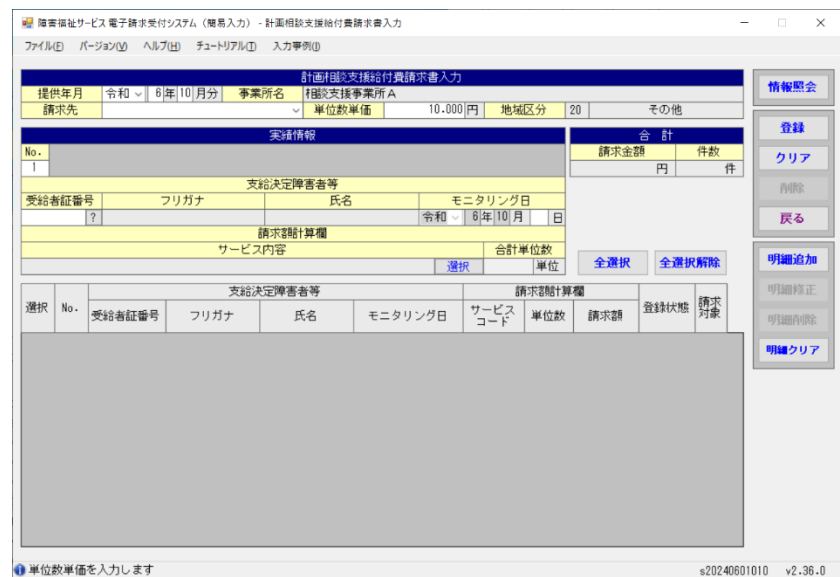 障害福祉サービス 電子請求受付システム（簡易入力） - 計画相談支援給付費請求書入力
ファイル(F) バージョン(V) ヘルプ(H) チュートリアル(T) 入力事例(I)
計画相談支援給付費請求書入力
提供年月 令和 6 年 10 月分 事業所名 相談支援事業所A
請求先 単位数単価 10.000 円 地域区分 20 その他
実績情報
No.
1
支給決定障害者等
受給者証番号 フリガナ 氏名 モニタリング日
? 令和 6 年 10 月 日
請求額計算欄
サービス内容 合計単位数
選択 単位
合 計
請求金額 件数
円 件
全選択 全選択解除
選択 No. 支給決定障害者等 請求額計算欄 登録状態 請求対象
受給者証番号 フリガナ 氏名 モニタリング日 サービスコード 単位数 請求額
情報照会
登録
クリア
削除
戻る
明細追加
明細修正
明細削除
明細クリア
単位数単価を入力します s20240601010 v2.36.0